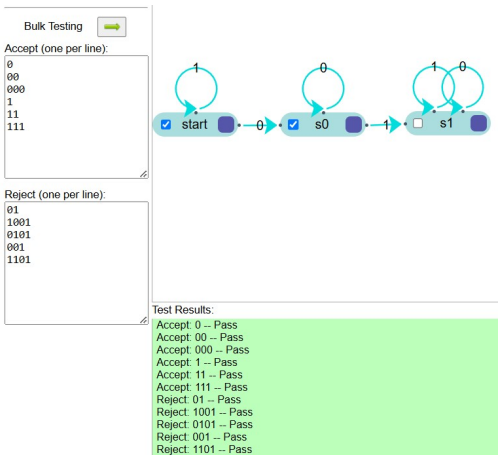 Bulk Testing
Accept (one per line):
0
00
000
1
11
111
Reject (one per line):
01
1001
0101
001
1101
1 0 1 0
start 0 s0 1 s1
Test Results:
Accept: 0 -- Pass
Accept: 00 -- Pass
Accept: 000 -- Pass
Accept: 1 -- Pass
Accept: 11 -- Pass
Accept: 111 -- Pass
Reject: 01 -- Pass
Reject: 1001 -- Pass
Reject: 0101 -- Pass
Reject: 001 -- Pass
Reject: 1101 -- Pass